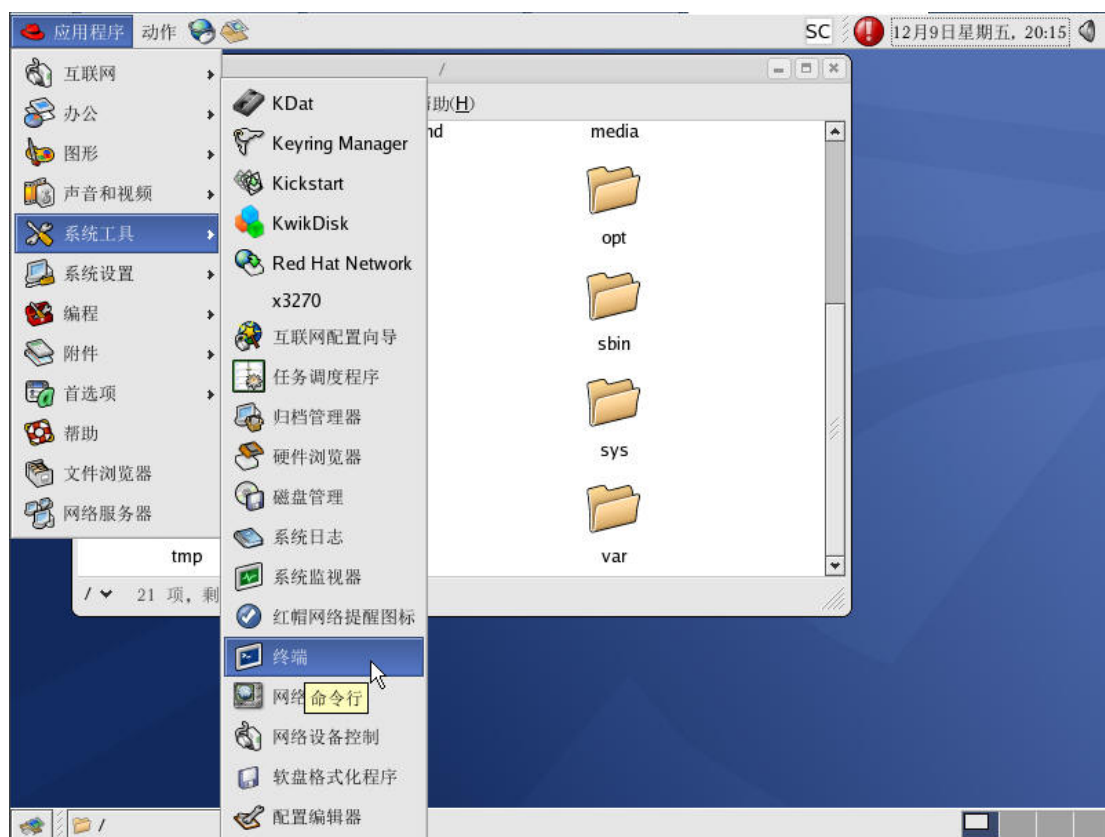 应用程序 动作
SC 12月9日星期五, 20:15
互联网
办公
图形
声音和视频
系统工具
系统设置
编程
附件
首选项
帮助
文件浏览器
网络服务器
KDat
Keyring Manager
Kickstart
KwikDisk
Red Hat Network
x3270
互联网配置向导
任务调度程序
归档管理器
硬件浏览器
磁盘管理
系统日志
系统监视器
红帽网络提醒图标
终端
网络
命令行
网络设备控制
软盘格式化程序
配置编辑器
/
助(H)
nd
media
opt
sbin
sys
tmp
var
/ 21 项, 剩
/